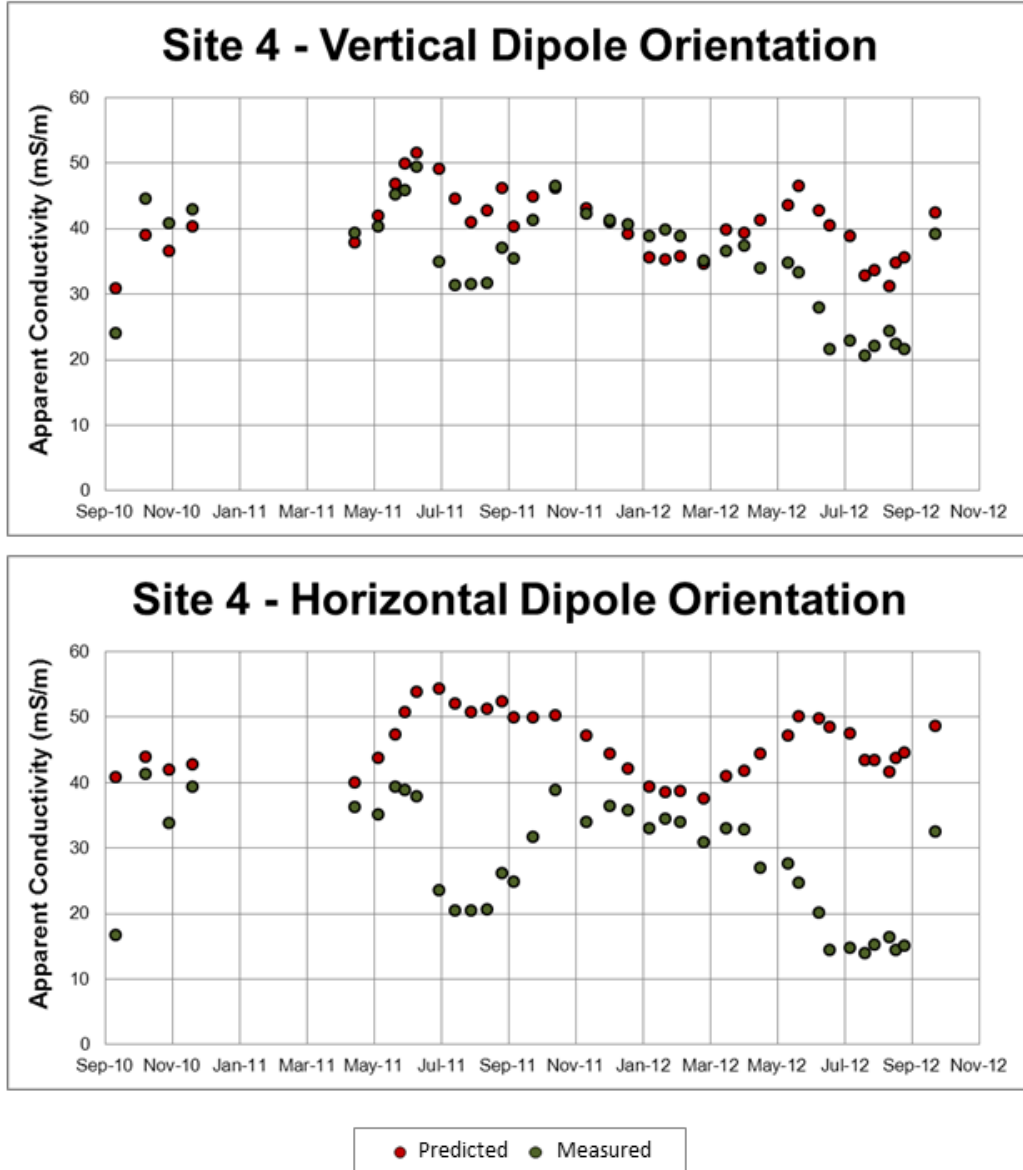 Site 4 - Vertical Dipole Orientation
Apparent Conductivity (mS/m)
60
50
40
30
20
10
0
Sep-10 Nov-10 Jan-11 Mar-11 May-11 Jul-11 Sep-11 Nov-11 Jan-12 Mar-12 May-12 Jul-12 Sep-12 Nov-12
Site 4 - Horizontal Dipole Orientation
Apparent Conductivity (mS/m)
60
50
40
30
20
10
0
Sep-10 Nov-10 Jan-11 Mar-11 May-11 Jul-11 Sep-11 Nov-11 Jan-12 Mar-12 May-12 Jul-12 Sep-12 Nov-12
Predicted Measured